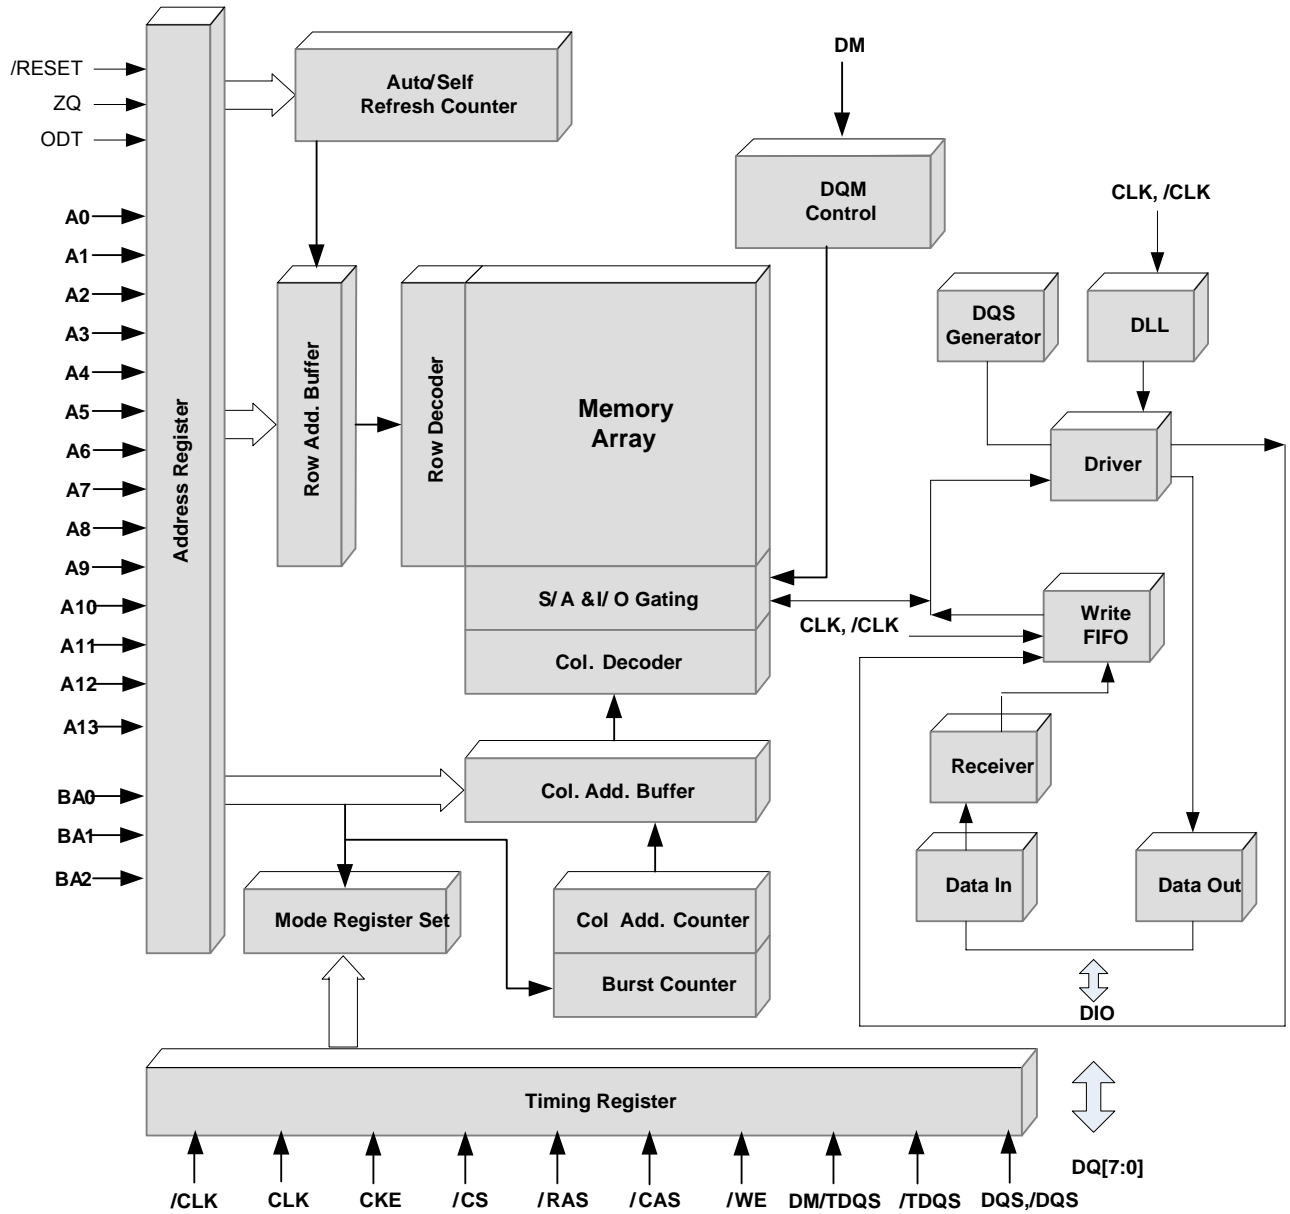 /RESET
ZQ
ODT
A0
A1
A2
A3
A4
A5
A6
A7
A8
A9
A10
A11
A12
A13
BA0
BA1
BA2
Address Register
Auto/Self
Refresh Counter
Row Add. Buffer
Row Decoder
Memory
Array
S/ A &I/ O Gating
Col. Decoder
Col. Add. Buffer
Mode Register Set
Col Add. Counter
Burst Counter
DM
DQM
Control
CLK, /CLK
DQS
Generator
DLL
Driver
CLK, /CLK
Write
FIFO
Receiver
Data In
Data Out
DIO
Timing Register
/CLK
CLK
CKE
/CS
/RAS
/CAS
/WE
DM/TDQS
/TDQS
DQS,/DQS
DQ[7:0]